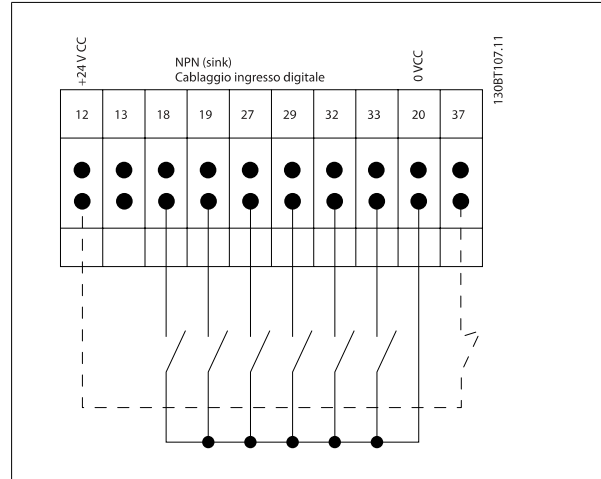 +24 V CC
NPN (sink)
Cablaggio ingresso digitale
0 VCC
130BT107.11
12 13 18 19 27 29 32 33 20 37